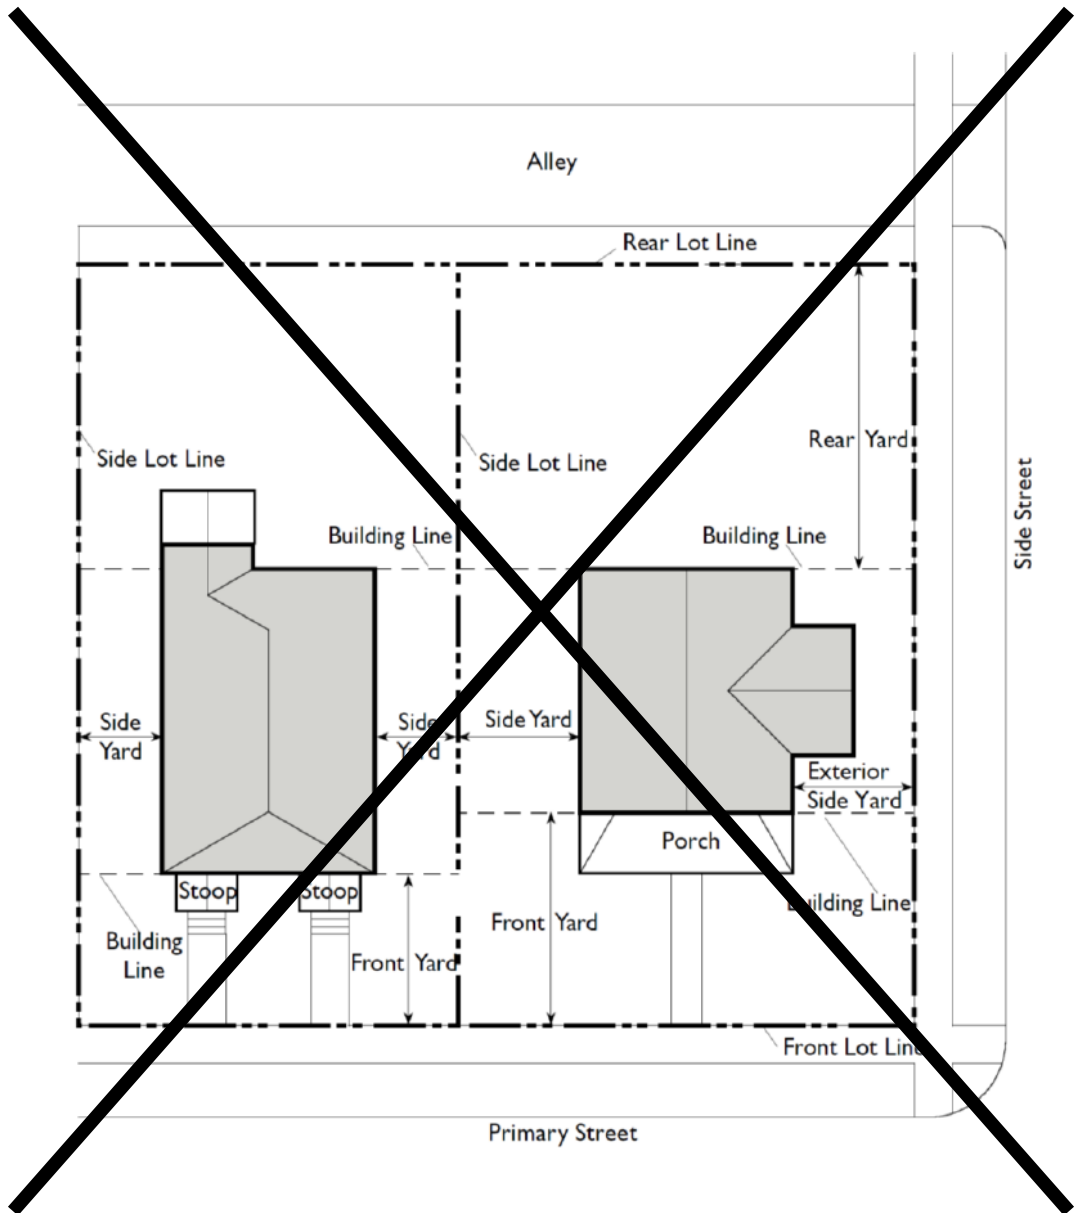 Alley
Rear Lot Line
Rear Yard
Side Lot Line
Side Lot Line
Side Street
Building Line
Building Line
Side
Yard
Side
Yard
Side Yard
Exterior
Side Yard
Porch
Stoop
Stoop
Building Line
Front Yard
Building
Line
Front Yard
Front Lot Line
Primary Street